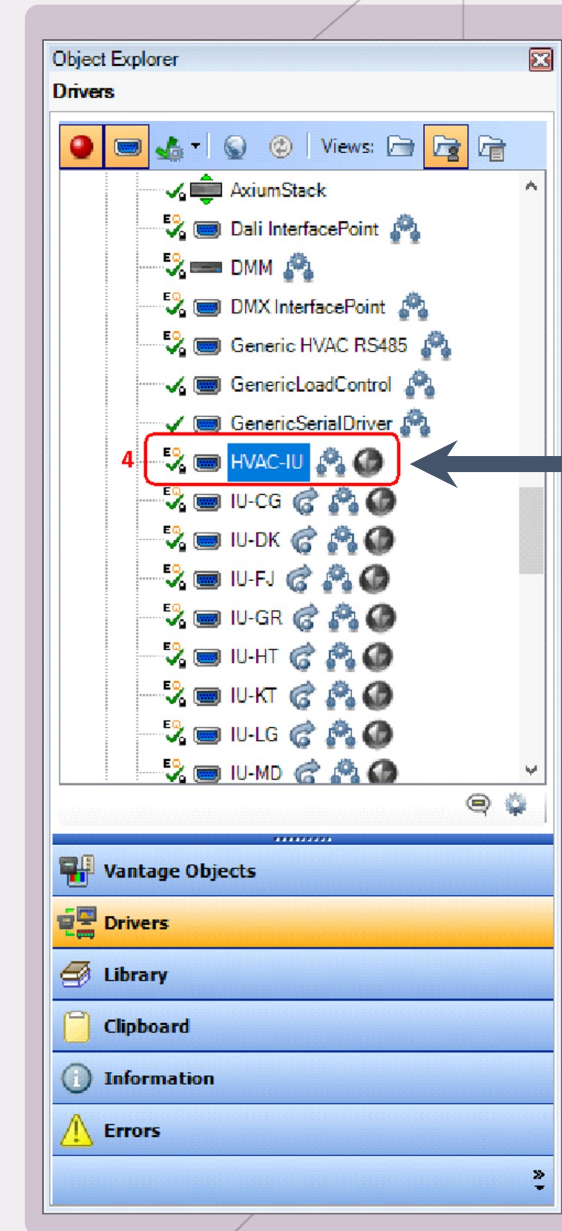 Object Explorer
Drivers
Views:
AxiumStack
Dali InterfacePoint
DMM
DMX InterfacePoint
Generic HVAC RS485
GenericLoadControl
GenericSerialDriver
4 HVAC-IU
IU-CG
IU-DK
IU-FJ
IU-GR
IU-HT
IU-KT
IU-LG
IU-MD
Vantage Objects
Drivers
Library
Clipboard
Information
Errors